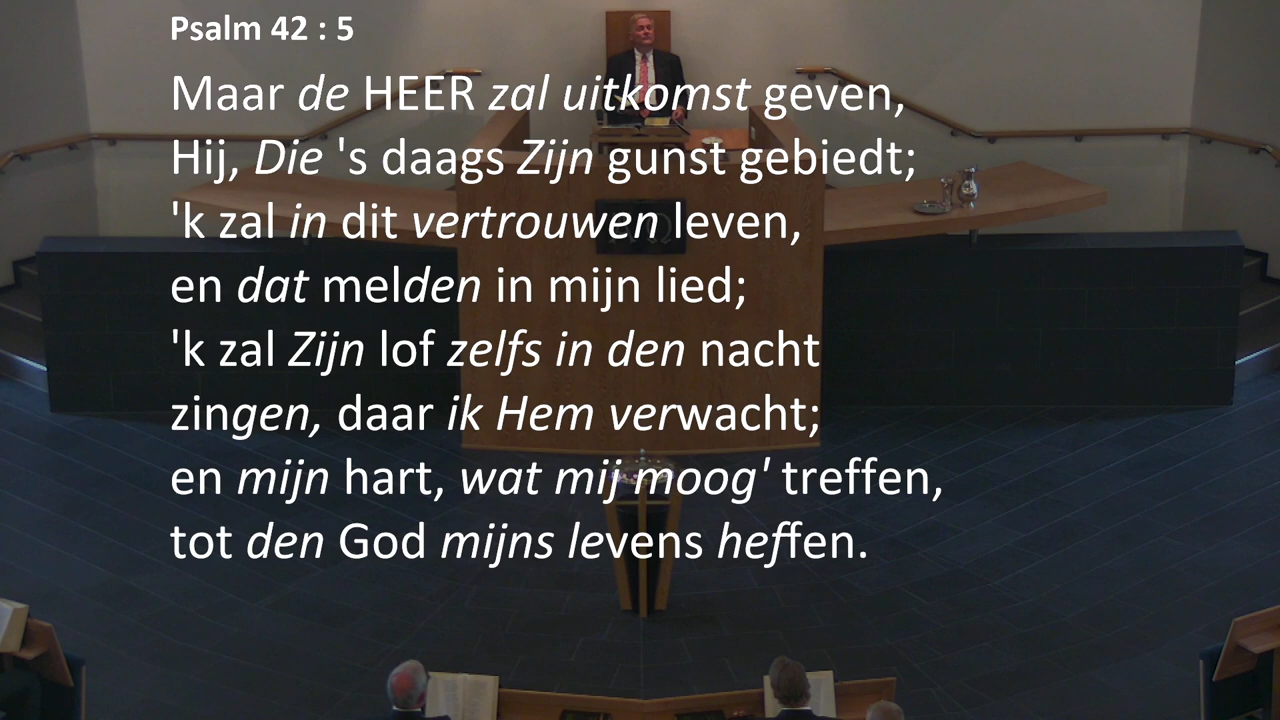 Psalm 42 : 5
Maar de HEER zal uitkomst geven,
Hij, Die 's daags Zijn gunst gebiedt;
'k zal in dit vertrouwen leven,
en dat melden in mijn lied;
'k zal Zijn lof zelfs in den nacht
zingen, daar ik Hem verwacht;
en mijn hart, wat mij moog' treffen,
tot den God mijns levens heffen.